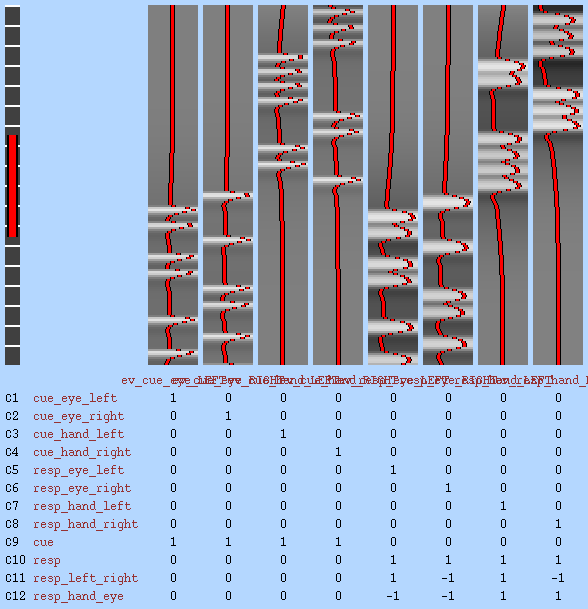 C1 cue_eye_left 1 0 0 0 0 0 0 0
C2 cue_eye_right 0 1 0 0 0 0 0 0
C3 cue_hand_left 0 0 1 0 0 0 0 0
C4 cue_hand_right 0 0 0 1 0 0 0 0
C5 resp_eye_left 0 0 0 0 1 0 0 0
C6 resp_eye_right 0 0 0 0 0 1 0 0
C7 resp_hand_left 0 0 0 0 0 0 1 0
C8 resp_hand_right 0 0 0 0 0 0 0 1
C9 cue 1 1 1 1 0 0 0 0
C10 resp 0 0 0 0 1 1 1 1
C11 resp_left_right 0 0 0 0 1 -1 1 -1
C12 resp_hand_eye 0 0 0 0 -1 -1 1 1